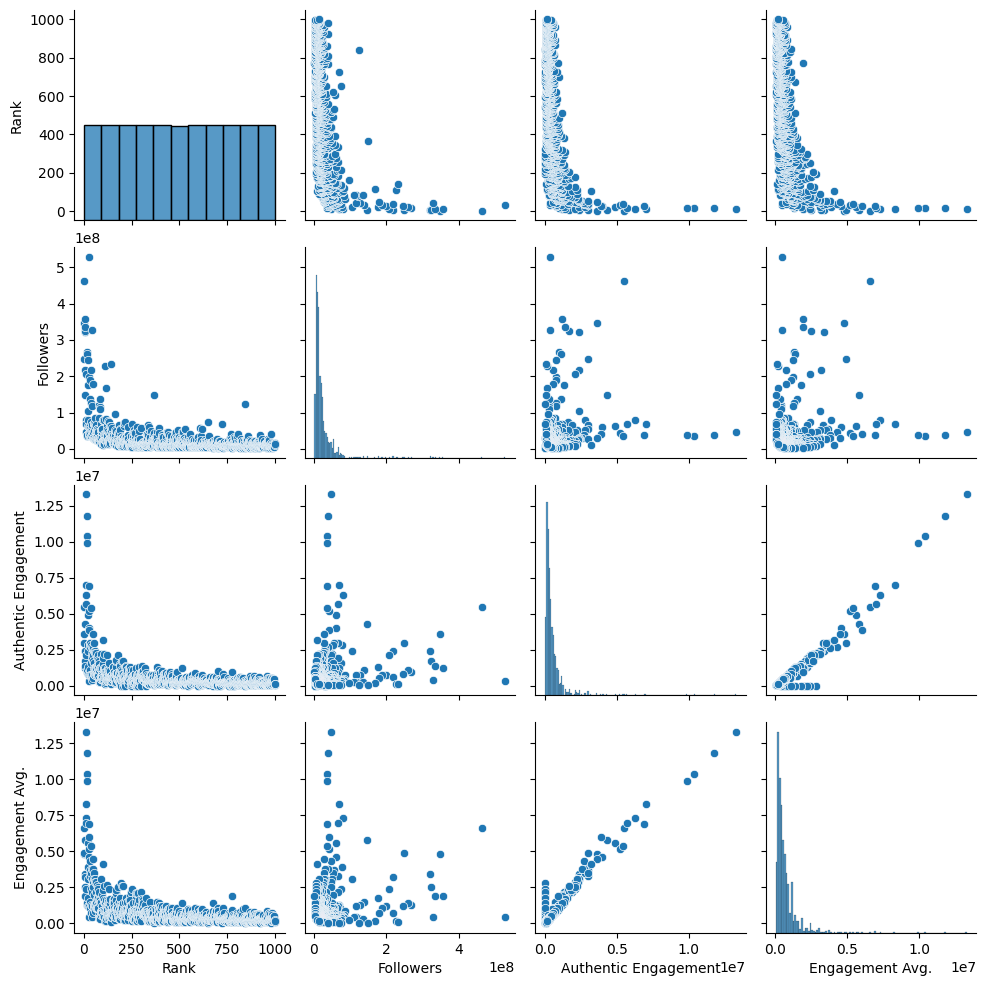 1000
800
600
400
200
0
Rank
1e8
5
4
3
2
1
0
Followers
1e7
1.25
1.00
0.75
0.50
0.25
0.00
Authentic Engagement
1e7
1.25
1.00
0.75
0.50
0.25
0.00
Engagement Avg.
0 250 500 750 1000
Rank
0 2 4
Followers 1e8
0.0 0.5 1.0
Authentic Engagement 1e7
0.0 0.5 1.0
Engagement Avg. 1e7